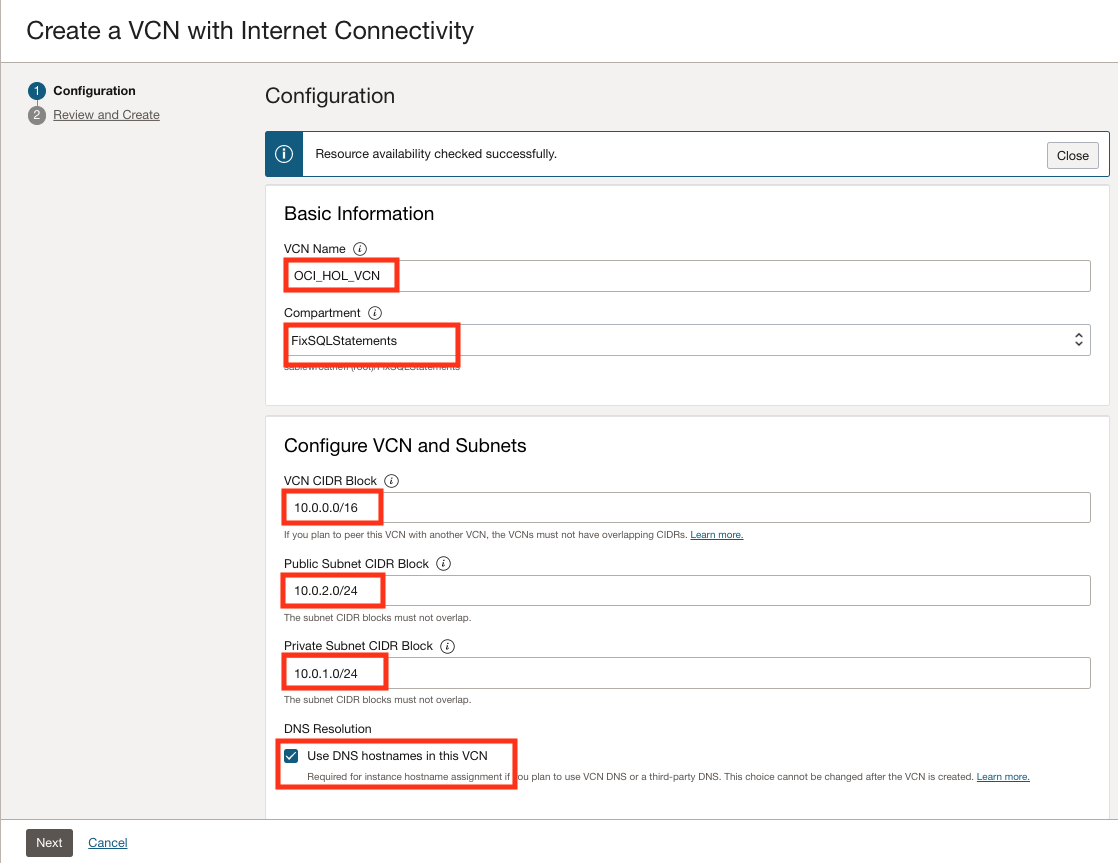 Create a VCN with Internet Connectivity
1 Configuration
2 Review and Create
Configuration
Resource availability checked successfully.
Close
Basic Information
VCN Name
OCI_HOL_VCN
Compartment
FixSQLStatements
(root)/FixSQLStatements
Configure VCN and Subnets
VCN CIDR Block
10.0.0.0/16
If you plan to peer this VCN with another VCN, the VCNs must not have overlapping CIDRs. Learn more.
Public Subnet CIDR Block
10.0.2.0/24
The subnet CIDR blocks must not overlap.
Private Subnet CIDR Block
10.0.1.0/24
The subnet CIDR blocks must not overlap.
DNS Resolution
Use DNS hostnames in this VCN
Required for instance hostname assignment if you plan to use VCN DNS or a third-party DNS. This choice cannot be changed after the VCN is created. Learn more.
Next
Cancel